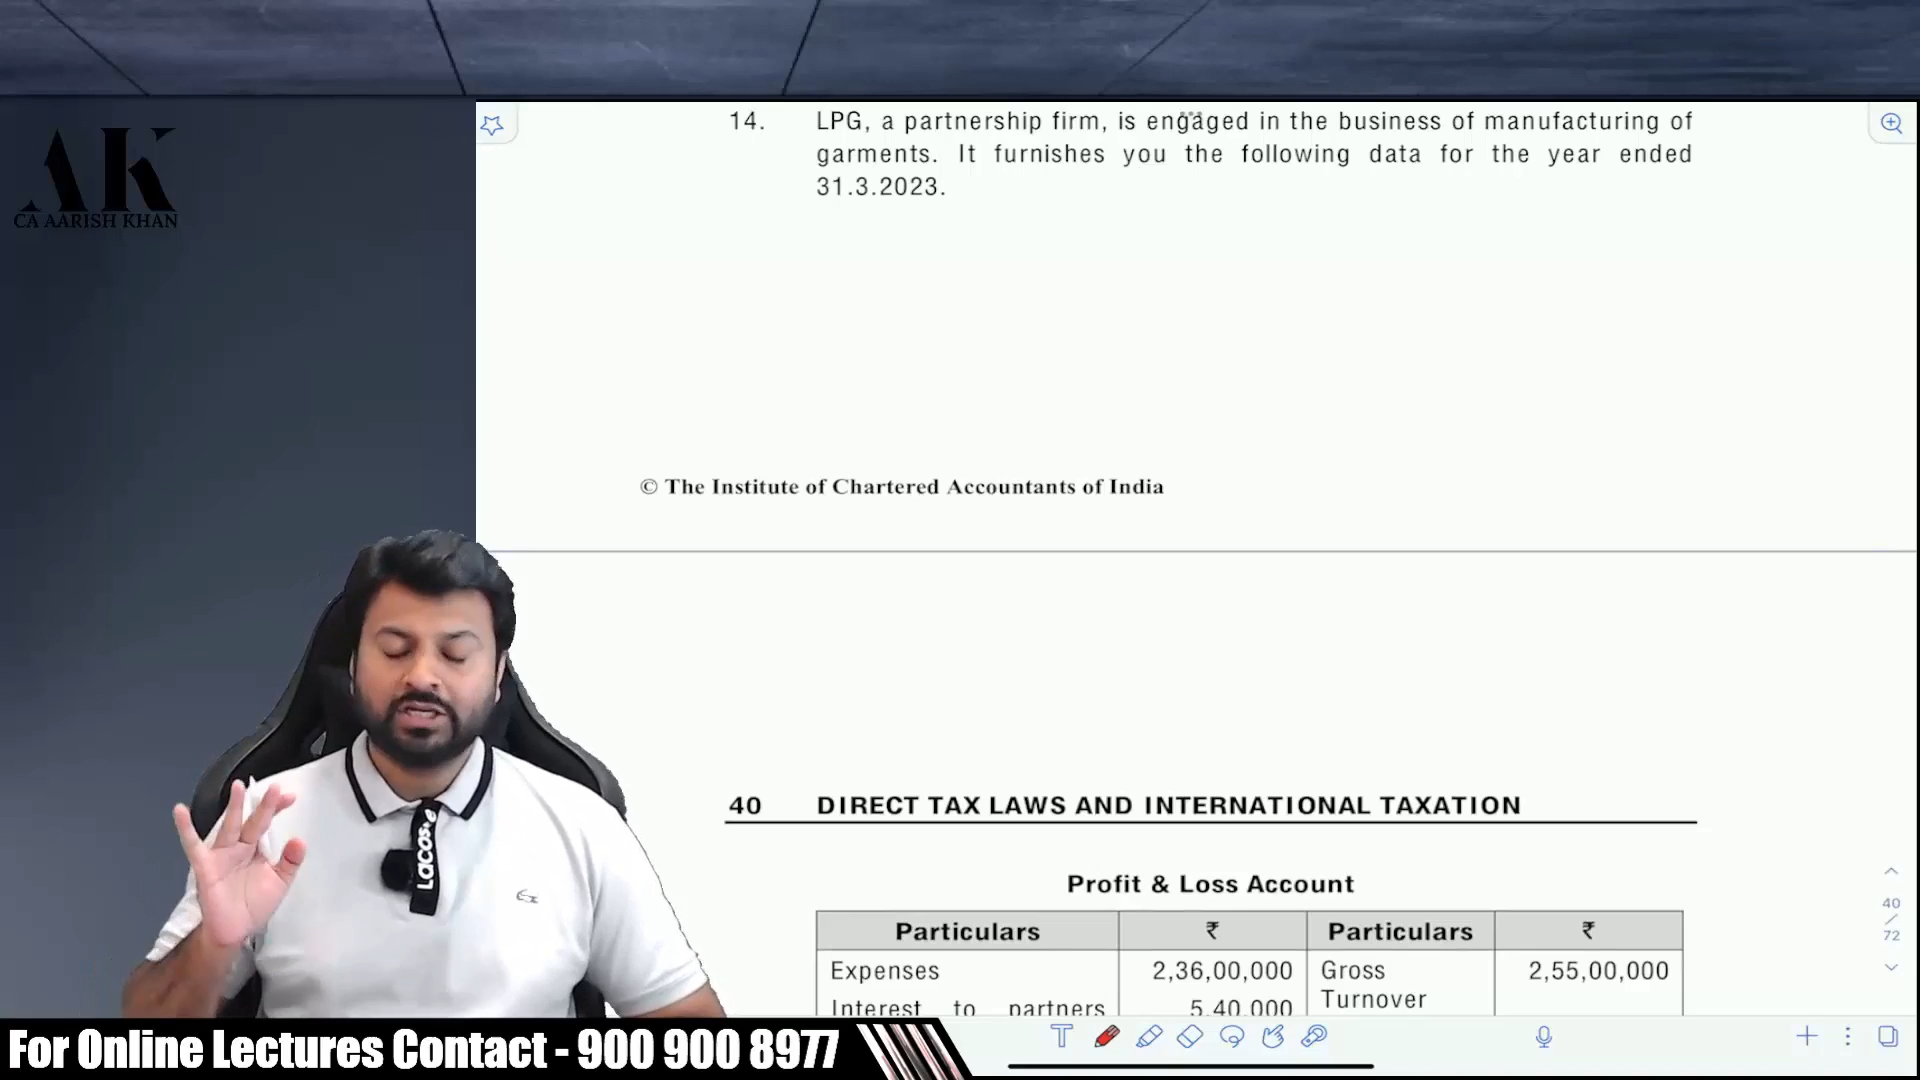 AK
CA AARISH KHAN
14. LPG, a partnership firm, is engaged in the business of manufacturing of
garments. It furnishes you the following data for the year ended
31.3.2023.
© The Institute of Chartered Accountants of India
40 DIRECT TAX LAWS AND INTERNATIONAL TAXATION
Profit & Loss Account
Particulars ₹ Particulars ₹
Expenses 2,36,00,000 Gross 2,55,00,000
Turnover
Interest to partners 5,40,000
40
/
72
Lacoste
T
For Online Lectures Contact - 900 900 8977